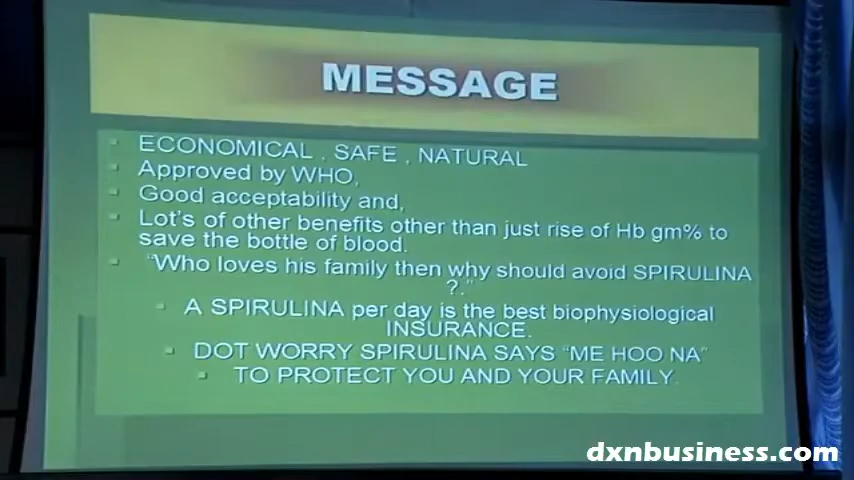 MESSAGE
ECONOMICAL , SAFE , NATURAL
Approved by WHO,
Good acceptability and,
Lot's of other benefits other than just rise of Hb gm% to
save the bottle of blood.
"Who loves his family then why should avoid SPIRULINA
?."
A SPIRULINA per day is the best biophysiological
INSURANCE.
DOT WORRY SPIRULINA SAYS "ME HOO NA"
TO PROTECT YOU AND YOUR FAMILY.
dxnbusiness.com